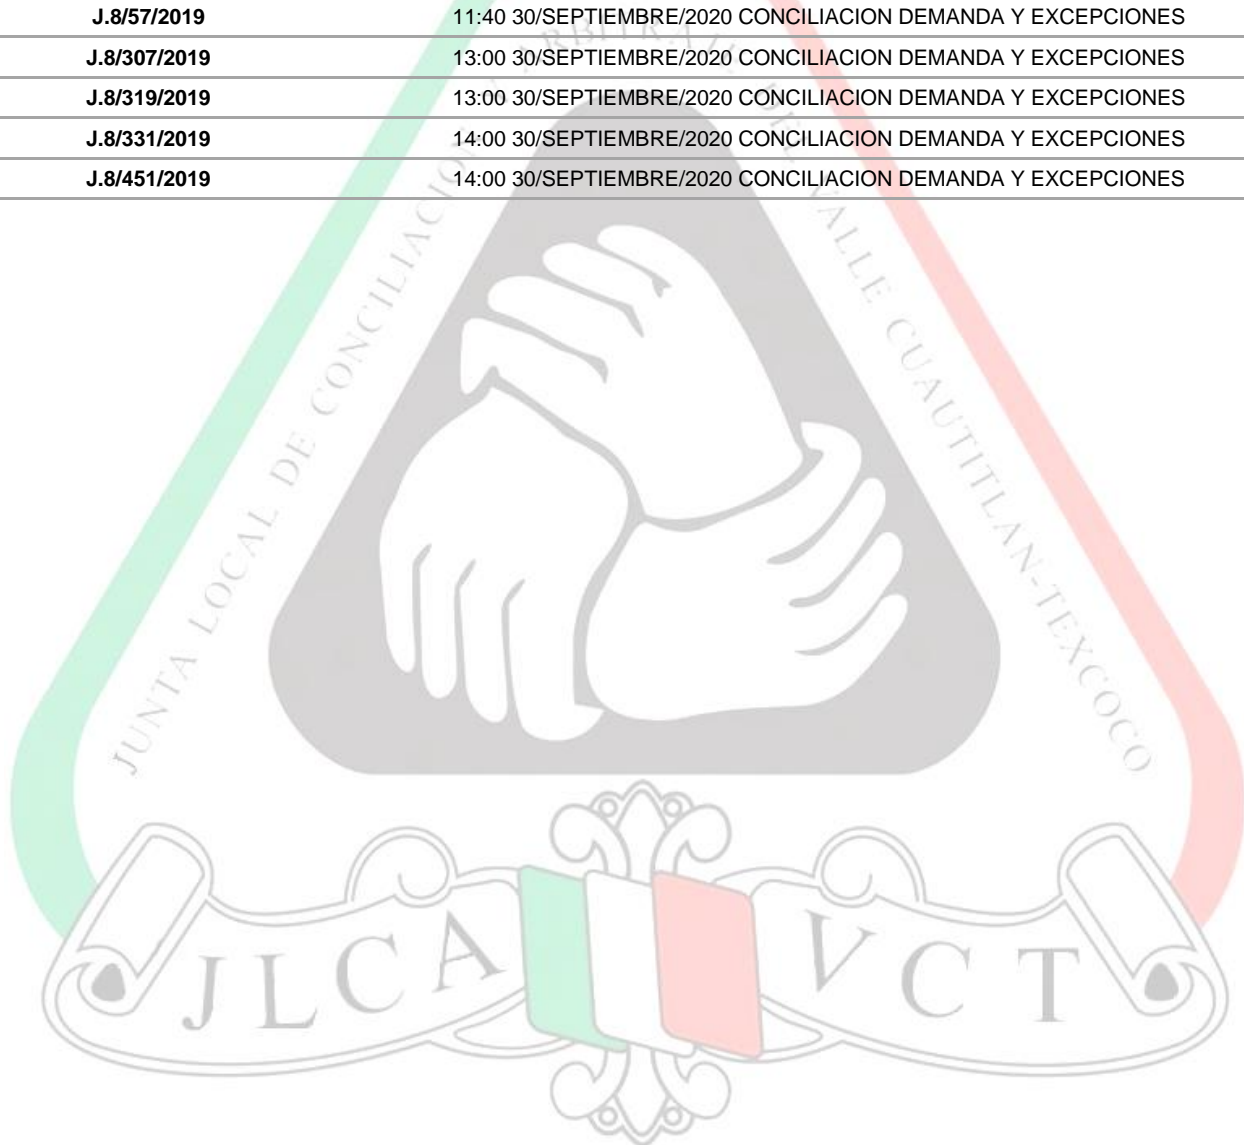 J.8/57/2019 11:40 30/SEPTIEMBRE/2020 CONCILIACION DEMANDA Y EXCEPCIONES
J.8/307/2019 13:00 30/SEPTIEMBRE/2020 CONCILIACION DEMANDA Y EXCEPCIONES
J.8/319/2019 13:00 30/SEPTIEMBRE/2020 CONCILIACION DEMANDA Y EXCEPCIONES
J.8/331/2019 14:00 30/SEPTIEMBRE/2020 CONCILIACION DEMANDA Y EXCEPCIONES
J.8/451/2019 14:00 30/SEPTIEMBRE/2020 CONCILIACION DEMANDA Y EXCEPCIONES
JUNTA LOCAL DE CONCILIACION Y ARBITRAJE DEL VALLE CUAUTITLAN-TEXCOCO
JLCA VCT